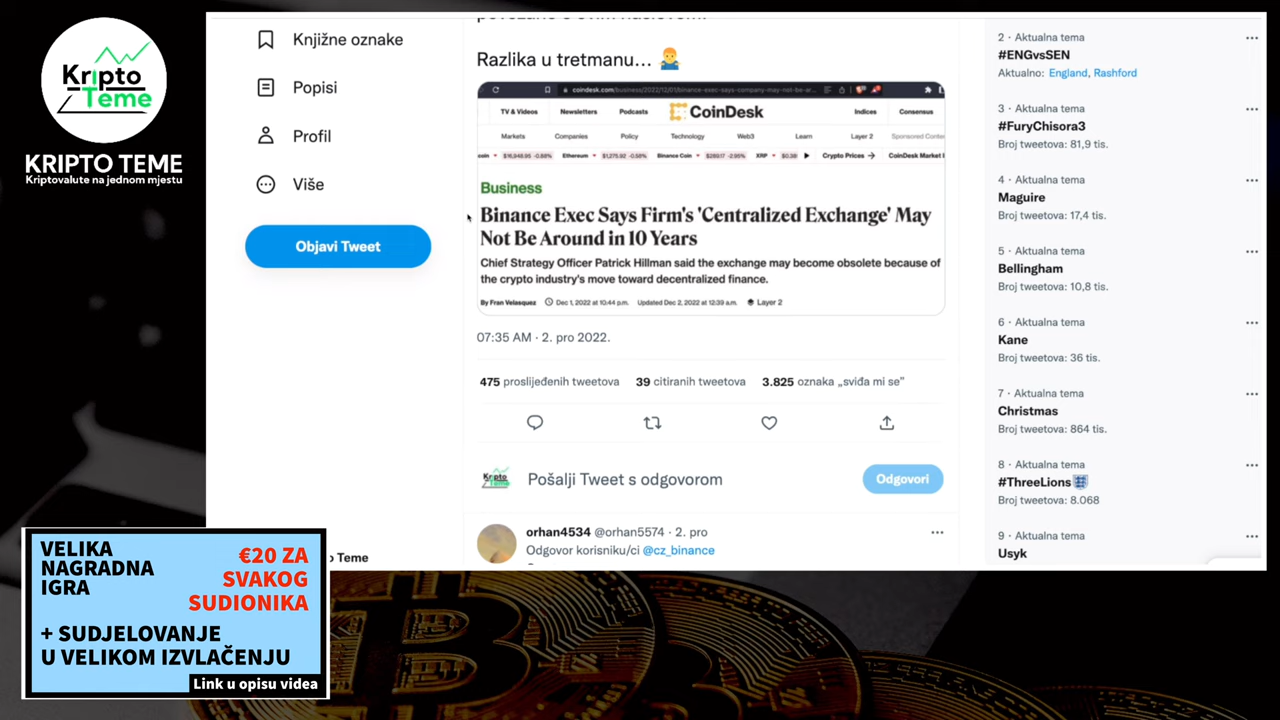 Kripto
Teme
KRIPTO TEME
Kriptovalute na jednom mjestu
Knjižne oznake
Popisi
Profil
Više
Objavi Tweet
Razlika u tretmanu...
TV & Videos
Newsletters
Podcasts
CoinDesk
Indices
Consensus
Markets
Companies
Policy
Technology
Web3
Learn
Layer 2
Sponsored Conte
Ethereum
$1,275.92
Binance Coin
XRP
$0.38
Crypto Prices →
CoinDesk Market I
Business
Binance Exec Says Firm's 'Centralized Exchange' May
Not Be Around in 10 Years
Chief Strategy Officer Patrick Hillman said the exchange may become obsolete because of
the crypto industry's move toward decentralized finance.
By Fran Velasquez Dec 1, 2022 at 10:44 p.m. Updated Dec 2, 2022 at 12:39 a.m. Layer 2
07:35 AM · 2. pro 2022.
475 proslijeđenih tweetova 39 citiranih tweetova 3.825 oznaka „sviđa mi se”
Pošalji Tweet s odgovorom
Odgovori
orhan4534 @orhan5574 · 2. pro
Odgovor korisniku/ci @cz_binance
2 · Aktualna tema
#ENGvsSEN
Aktualno: England, Rashford
3 · Aktualna tema
#FuryChisora3
Broj tweetova: 81,9 tis.
4 · Aktualna tema
Maguire
Broj tweetova: 17,4 tis.
5 · Aktualna tema
Bellingham
Broj tweetova: 10,8 tis.
6 · Aktualna tema
Kane
Broj tweetova: 36 tis.
7 · Aktualna tema
Christmas
Broj tweetova: 864 tis.
8 · Aktualna tema
#ThreeLions
Broj tweetova: 8.068
9 · Aktualna tema
Usyk
Teme
VELIKA
NAGRADNA
IGRA
€20 ZA
SVAKOG
SUDIONIKA
+ SUDJELOVANJE
U VELIKOM IZVLAČENJU
Link u opisu videa